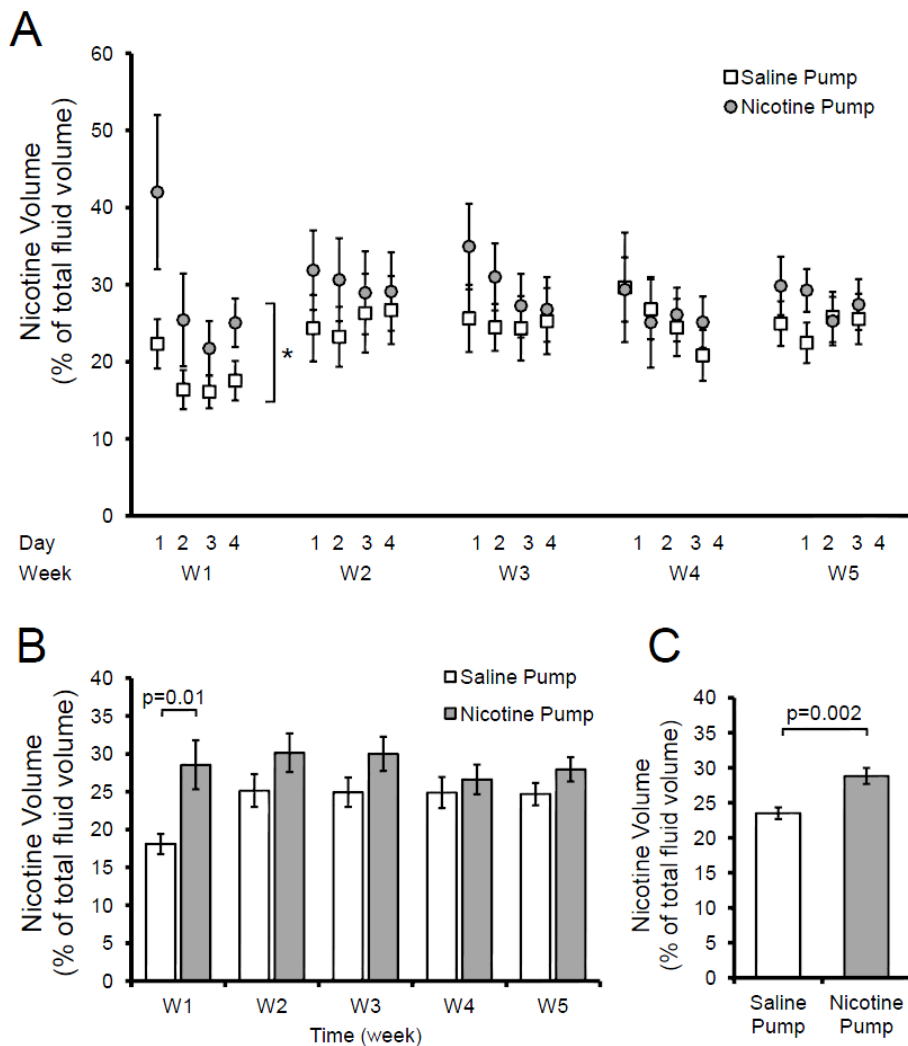 A
Nicotine Volume
(% of total fluid volume)
60
50
40
30
20
10
0
Saline Pump
Nicotine Pump
*
Day 1 2 3 4 1 2 3 4 1 2 3 4 1 2 3 4 1 2 3 4
Week W1 W2 W3 W4 W5
B
Nicotine Volume
(% of total fluid volume)
40
35
30
25
20
15
10
5
0
p=0.01
Saline Pump
Nicotine Pump
W1 W2 W3 W4 W5
Time (week)
C
Nicotine Volume
(% of total fluid volume)
40
35
30
25
20
15
10
5
0
p=0.002
Saline Nicotine
Pump Pump